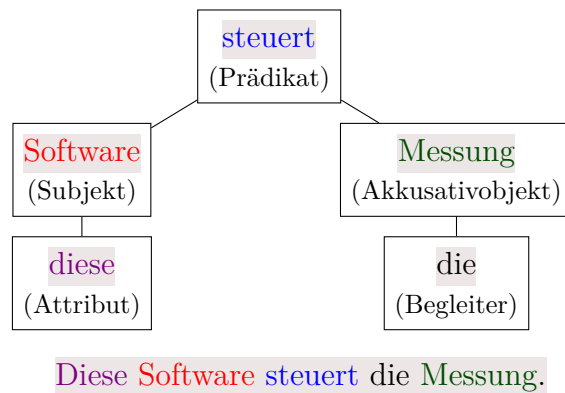 steuert
(Prädikat)
Software
(Subjekt)
Messung
(Akkusativobjekt)
diese
(Attribut)
die
(Begleiter)
Diese Software steuert die Messung.